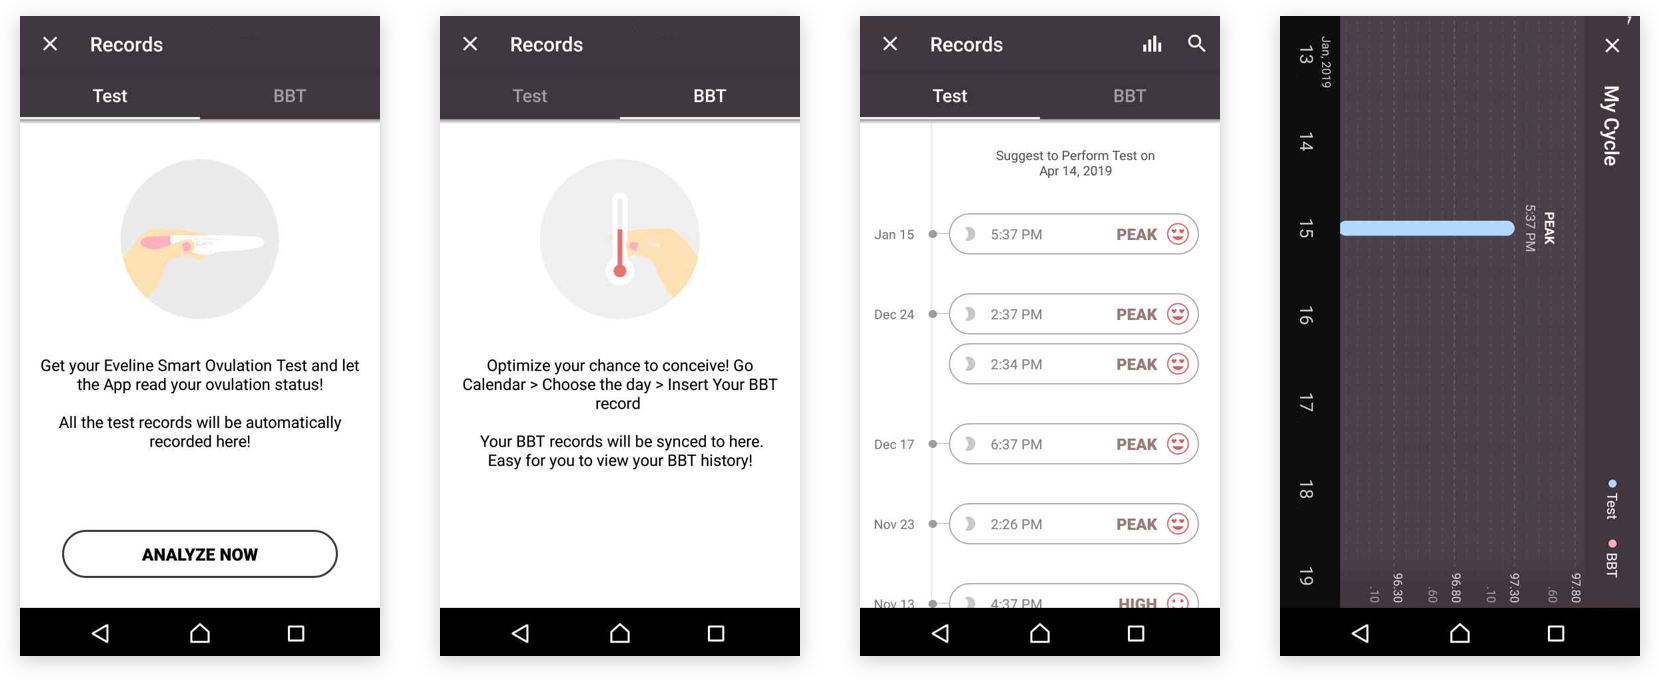 Records
Test
BBT
Get your Eveline Smart Ovulation Test and let
the App read your ovulation status!
All the test records will be automatically
recorded here!
ANALYZE NOW
Records
Test
BBT
Optimize your chance to conceive! Go
Calendar > Choose the day > Insert Your BBT
record
Your BBT records will be synced to here.
Easy for you to view your BBT history!
Records
Test
BBT
Suggest to Perform Test on
Apr 14, 2019
Jan 15
5:37 PM
PEAK
Dec 24
2:37 PM
PEAK
2:34 PM
PEAK
Dec 17
6:37 PM
PEAK
Nov 23
2:26 PM
PEAK
Nov 13
4:37 PM
HIGH
My Cycle
Test
BBT
PEAK
5:37 PM
97.80
.60
97.30
.10
96.80
.60
96.30
.10
Jan, 2019
13
14
15
16
17
18
19